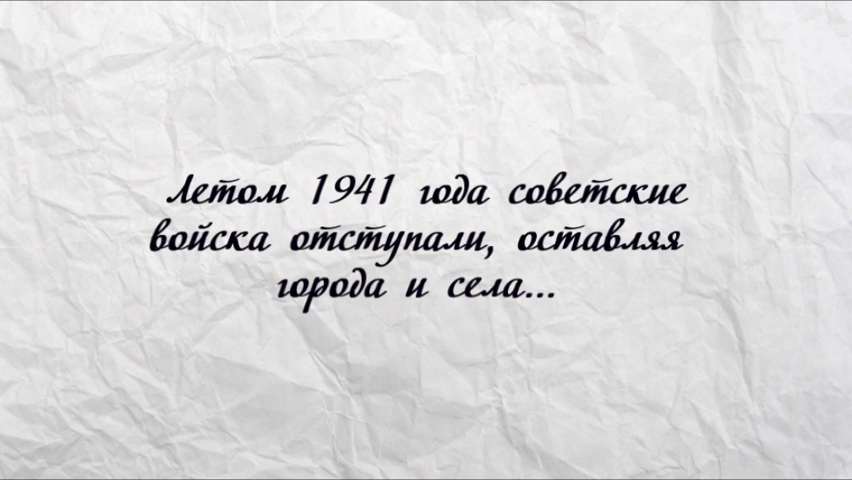 Летом 1941 года советские
войска отступали, оставляя
города и села...